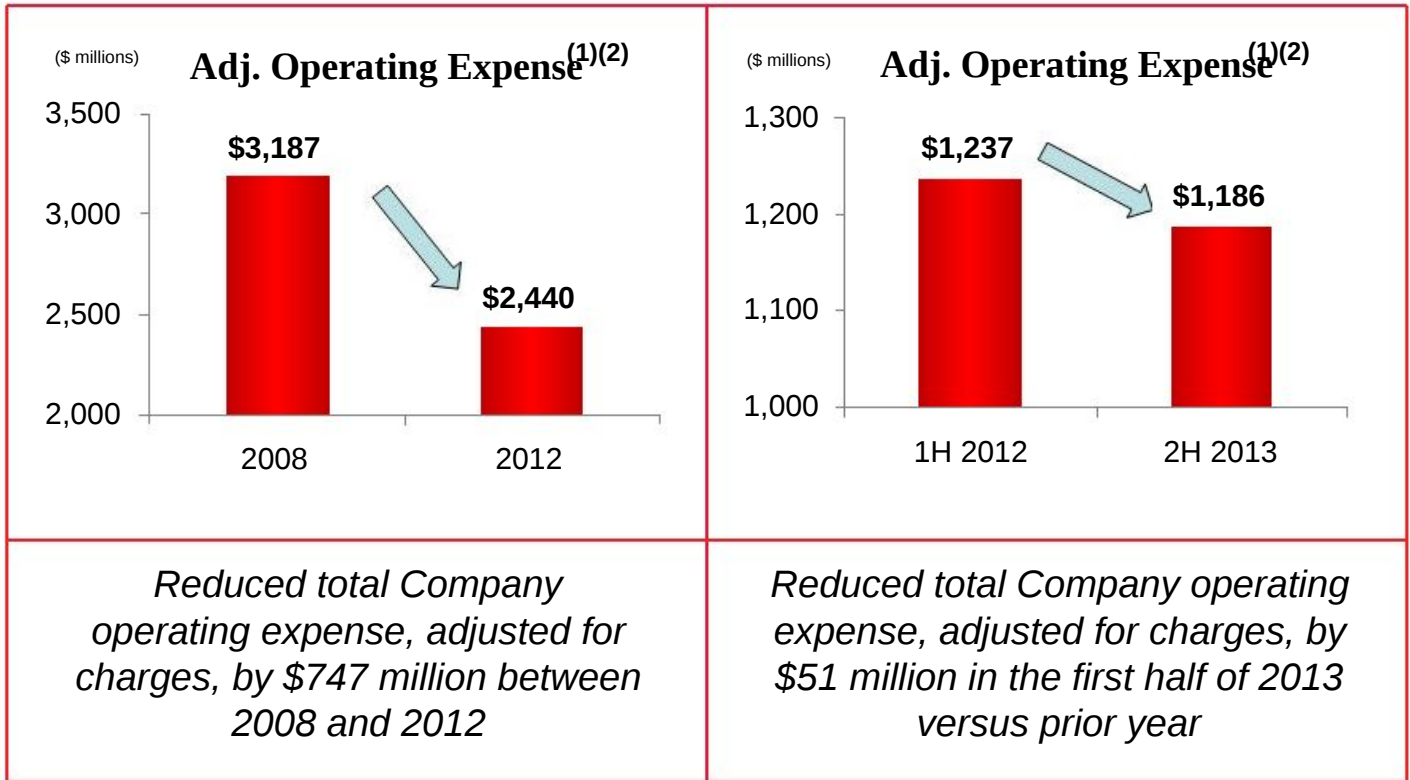 ($ millions)
Adj. Operating Expense(1)(2)
3,500
3,000
2,500
2,000
$3,187
$2,440
2008
2012
($ millions)
Adj. Operating Expense(1)(2)
1,300
1,200
1,100
1,000
$1,237
$1,186
1H 2012
2H 2013
Reduced total Company
operating expense, adjusted for
charges, by $747 million between
2008 and 2012
Reduced total Company operating
expense, adjusted for charges, by
$51 million in the first half of 2013
versus prior year